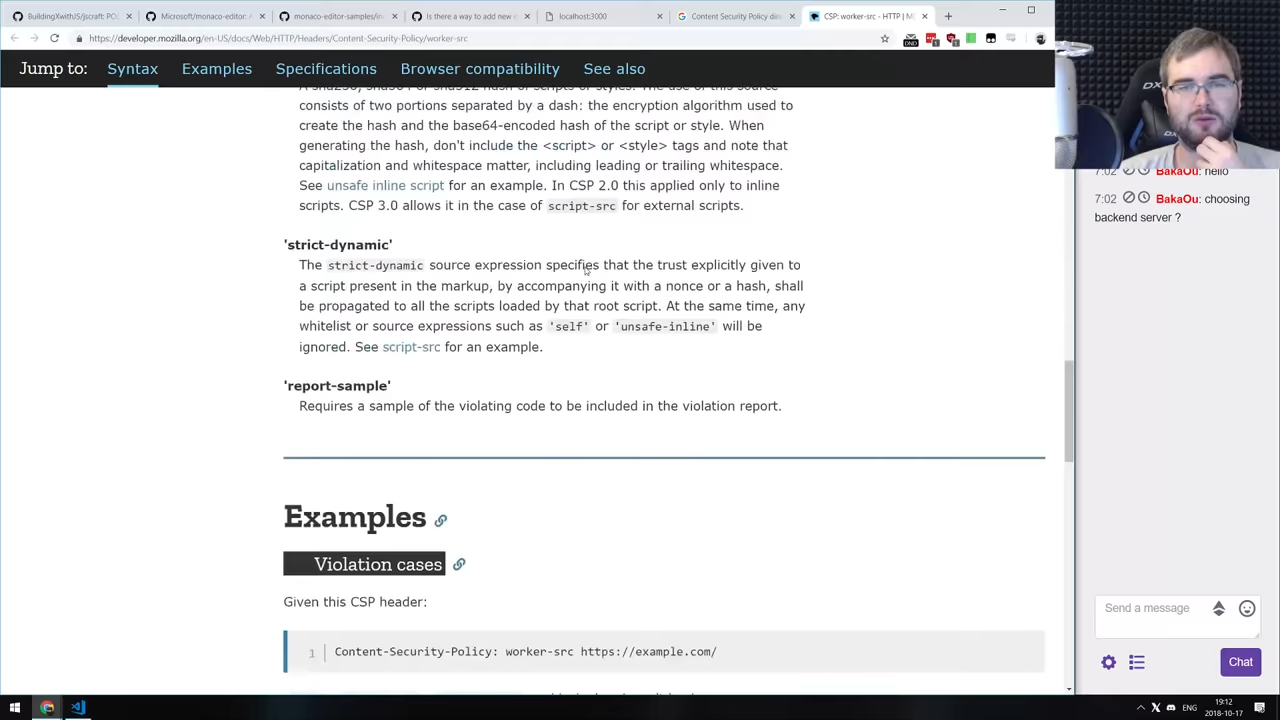 BuildingXwithJS/jscraft: POC
Microsoft/monaco-editor: A
monaco-editor-samples/inc
Is there a way to add new e
localhost:3000
Content Security Policy dire
CSP: worker-src - HTTP | M
https://developer.mozilla.org/en-US/docs/Web/HTTP/Headers/Content-Security-Policy/worker-src
Jump to: Syntax Examples Specifications Browser compatibility See also
consists of two portions separated by a dash: the encryption algorithm used to
create the hash and the base64-encoded hash of the script or style. When
generating the hash, don't include the <script> or <style> tags and note that
capitalization and whitespace matter, including leading or trailing whitespace.
See unsafe inline script for an example. In CSP 2.0 this applied only to inline
scripts. CSP 3.0 allows it in the case of script-src for external scripts.
'strict-dynamic'
The strict-dynamic source expression specifies that the trust explicitly given to
a script present in the markup, by accompanying it with a nonce or a hash, shall
be propagated to all the scripts loaded by that root script. At the same time, any
whitelist or source expressions such as 'self' or 'unsafe-inline' will be
ignored. See script-src for an example.
'report-sample'
Requires a sample of the violating code to be included in the violation report.
Examples
Violation cases
Given this CSP header:
1 Content-Security-Policy: worker-src https://example.com/
DX
7:02 BakaOu: hello
7:02 BakaOu: choosing
backend server ?
Send a message
Chat
ENG
19:12
2018-10-17